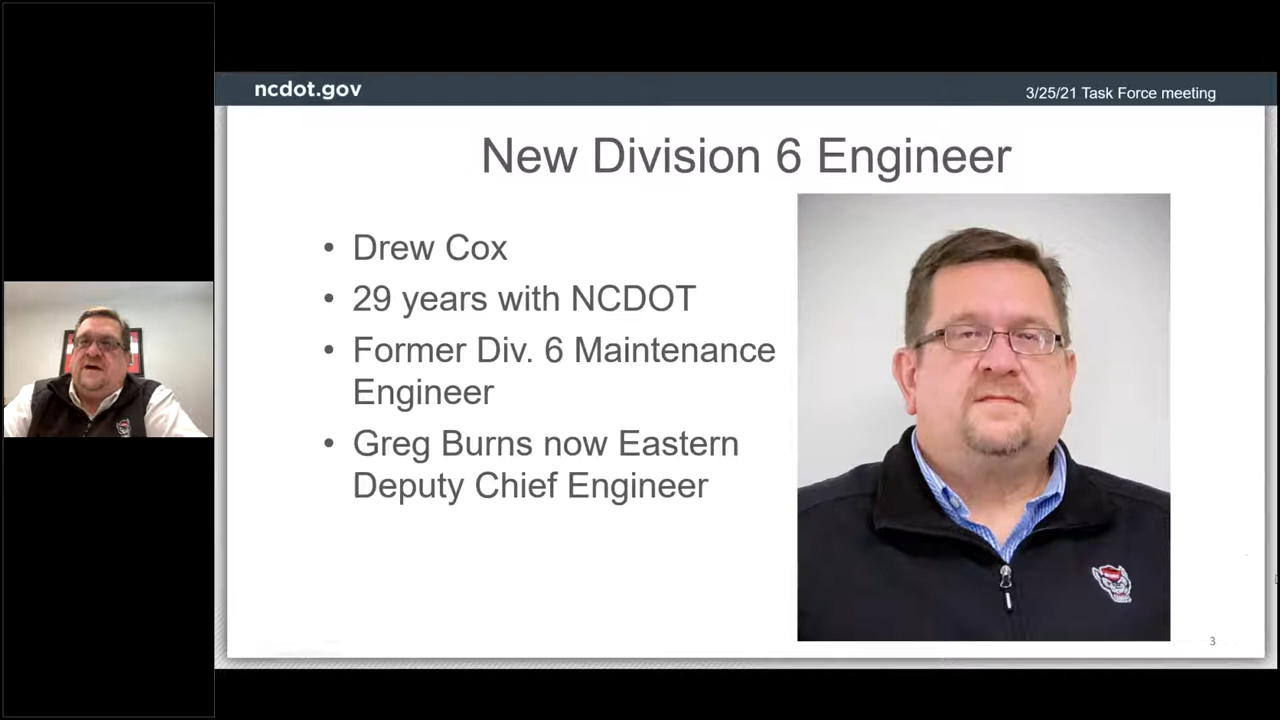 ncdot.gov
3/25/21 Task Force meeting
New Division 6 Engineer
• Drew Cox
• 29 years with NCDOT
• Former Div. 6 Maintenance
Engineer
• Greg Burns now Eastern
Deputy Chief Engineer
3